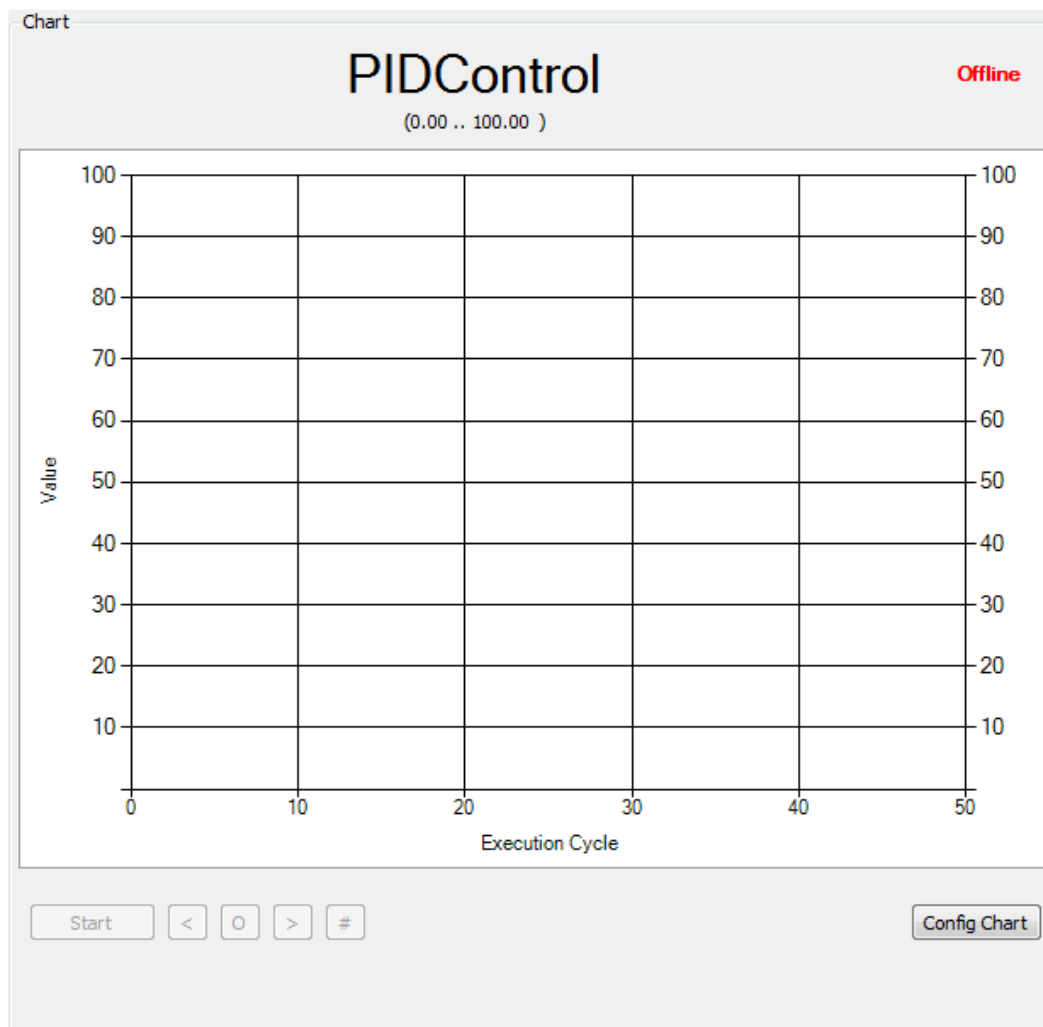 Chart
PIDControl
Offline
(0.00 .. 100.00 )
100 100
90 90
80 80
70 70
60 60
Value
50 50
40 40
30 30
20 20
10 10
0 10 20 30 40 50
Execution Cycle
Start < O > # Config Chart